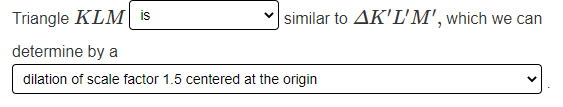 Triangle KLM is similar to ΔK′L′M′, which we can
determine by a
dilation of scale factor 1.5 centered at the origin .